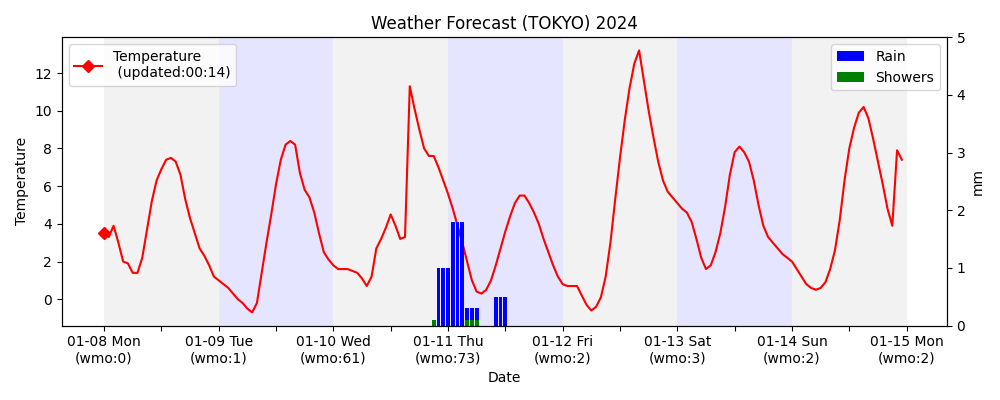 Weather Forecast (TOKYO) 2024
Temperature
(updated:00:14)
Rain
Showers
12
10
8
6
4
2
0
Temperature
5
4
3
2
1
0
mm
01-08 Mon
(wmo:0)
01-09 Tue
(wmo:1)
01-10 Wed
(wmo:61)
01-11 Thu
(wmo:73)
01-12 Fri
(wmo:2)
01-13 Sat
(wmo:3)
01-14 Sun
(wmo:2)
01-15 Mon
(wmo:2)
Date